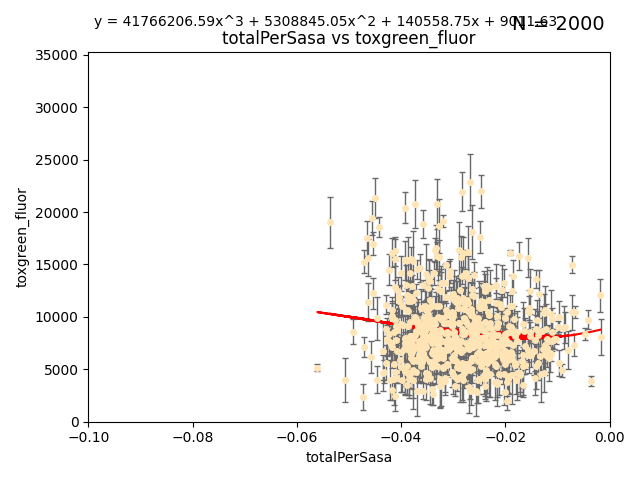 y = 41766206.59x^3 + 5308845.05x^2 + 140558.75x + 9011.63
N = 2000
totalPerSasa vs toxgreen_fluor
35000
30000
25000
20000
15000
10000
5000
0
toxgreen_fluor
−0.10
−0.08
−0.06
−0.04
−0.02
0.00
totalPerSasa